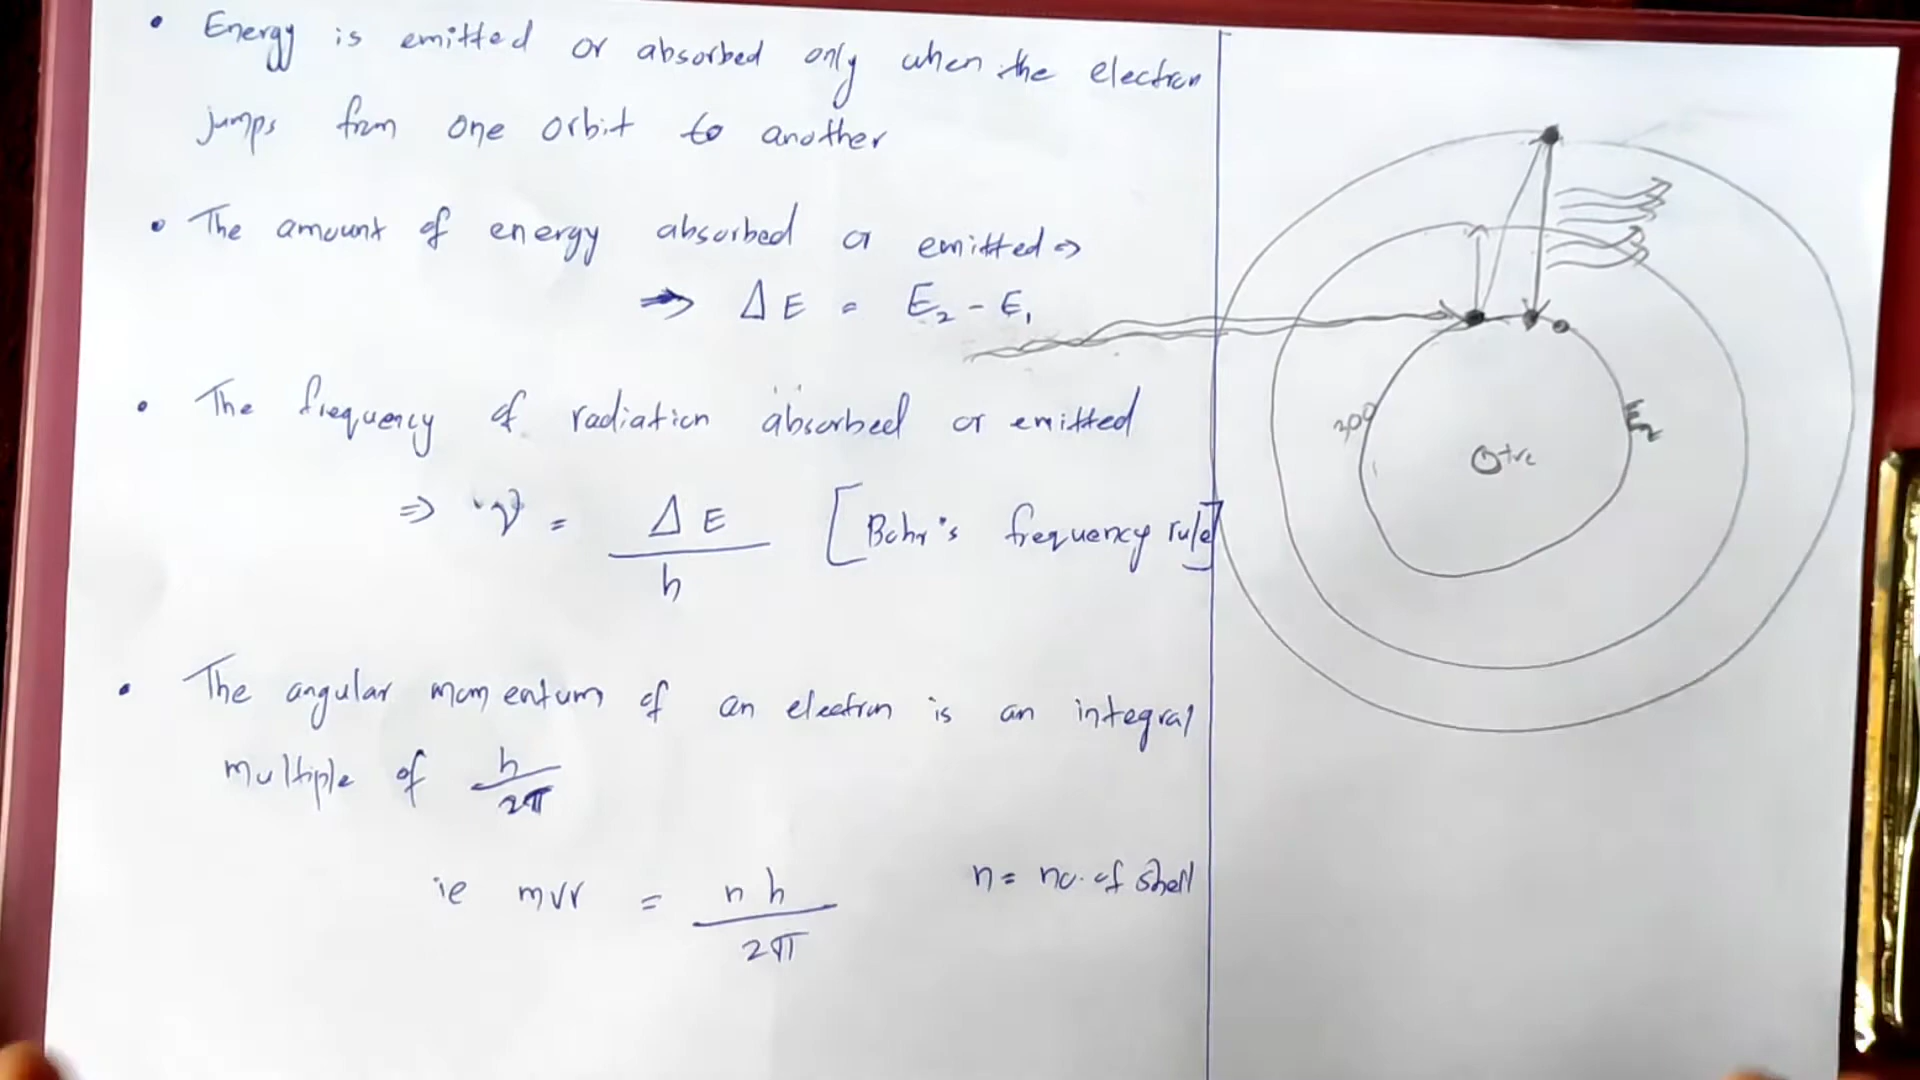 • Energy is emitted or absorbed only when the electron
jumps from one orbit to another
• The amount of energy absorbed or emitted ⇒
⇒ ΔE = E₂ - E₁
• The frequency of radiation absorbed or emitted
⇒ ν = ΔE / h [Bohr's frequency rule]
• The angular momentum of an electron is an integral
multiple of h / 2π
ie mvr = n h / 2π n = no. of shell
+ve